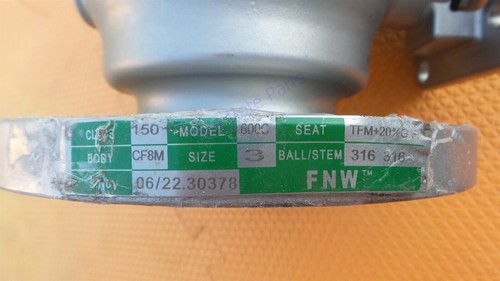 CLASS 150 MODEL 600C SEAT TFM+20%GF
BODY CF8M SIZE 3 BALL/STEM 316 316
06/22.30378 FNW™